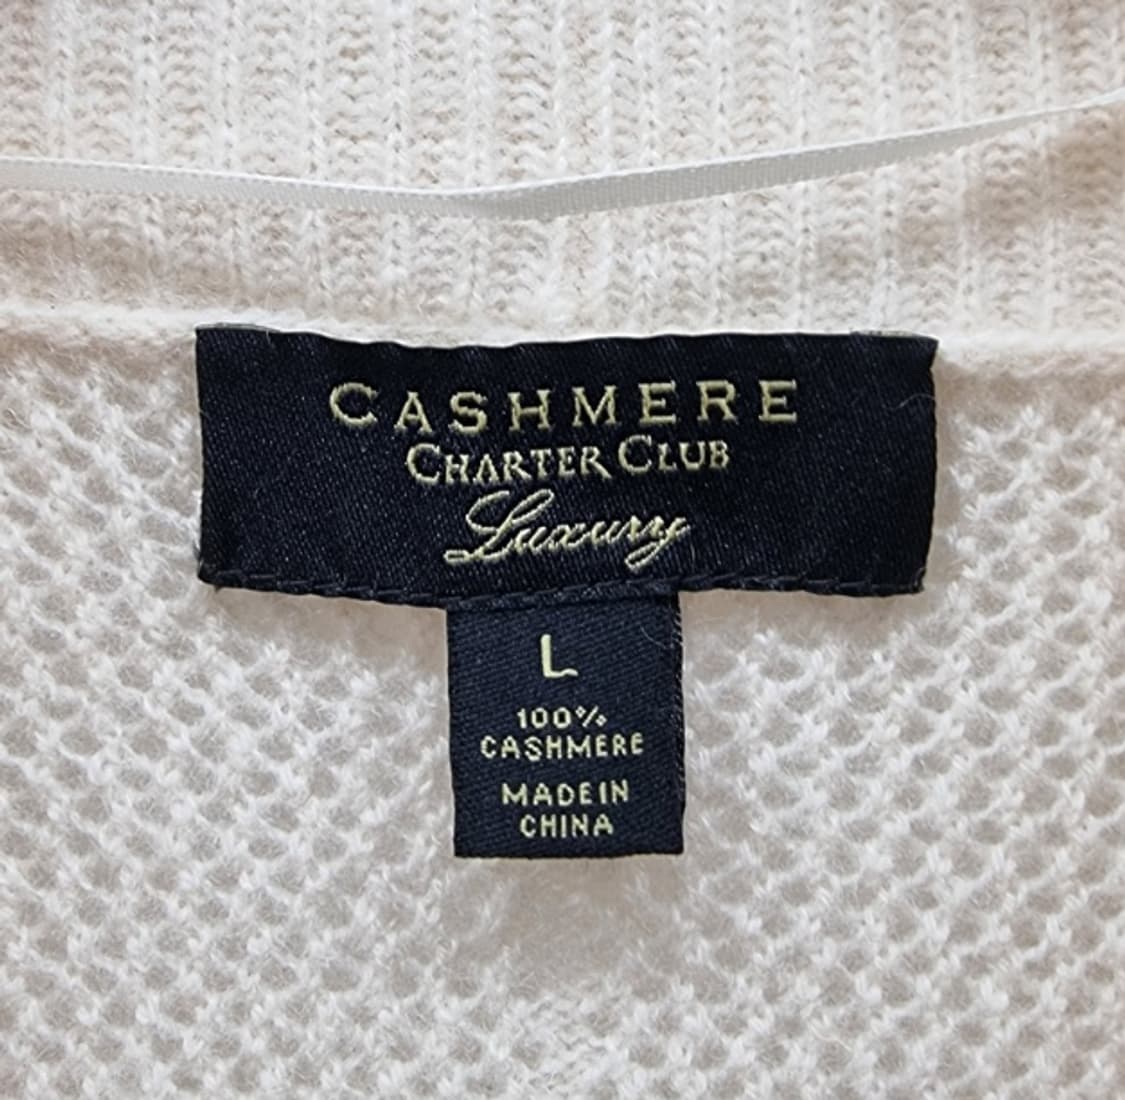 CASHMERE
CHARTER CLUB
Luxury
L
100%
CASHMERE
MADE IN
CHINA